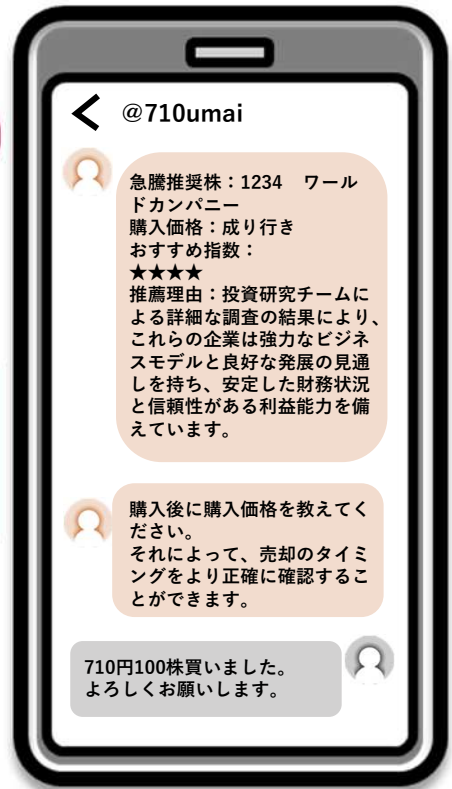 @710umai
急騰推奨株：1234　ワール
ドカンパニー
購入価格：成り行き
おすすめ指数：
★★★★
推薦理由：投資研究チームに
よる詳細な調査の結果により、
これらの企業は強力なビジネ
スモデルと良好な発展の見通
しを持ち、安定した財務状況
と信頼性がある利益能力を備
えています。
購入後に購入価格を教えてく
ださい。
それによって、売却のタイミ
ングをより正確に確認するこ
とができます。
710円100株買いました。
よろしくお願いします。